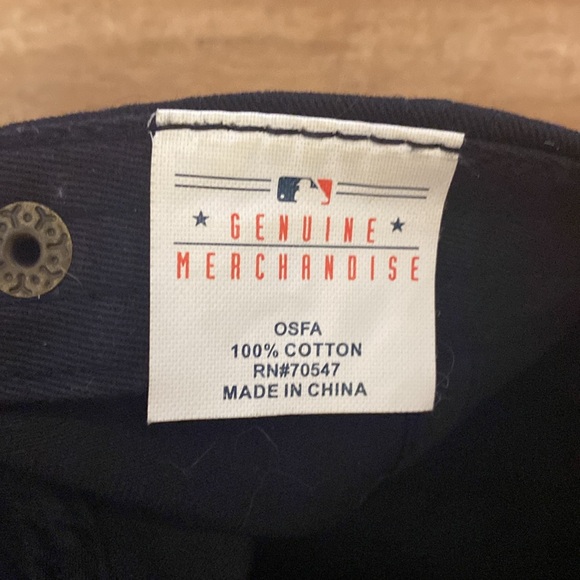 GENUINE
MERCHANDISE
OSFA
100% COTTON
RN#70547
MADE IN CHINA